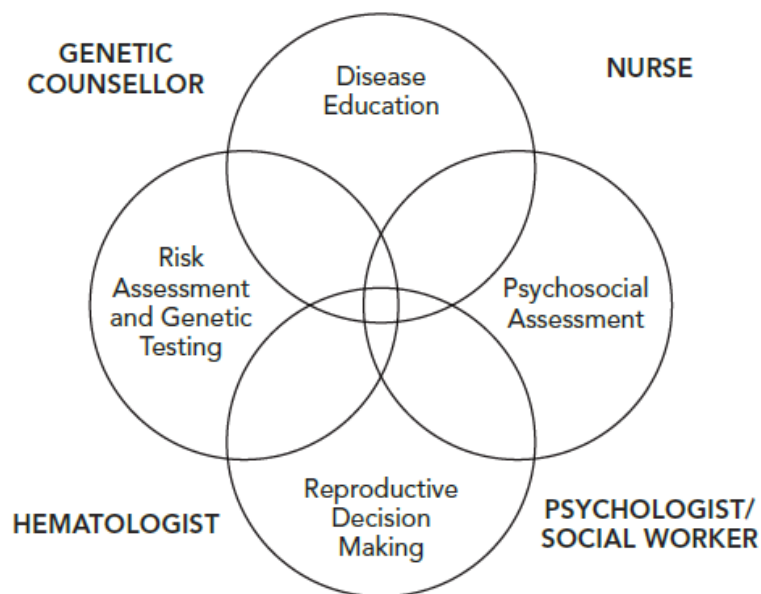 GENETIC
COUNSELLOR
Disease
Education
NURSE
Risk
Assessment
and Genetic
Testing
Psychosocial
Assessment
HEMATOLOGIST
Reproductive
Decision
Making
PSYCHOLOGIST/
SOCIAL WORKER